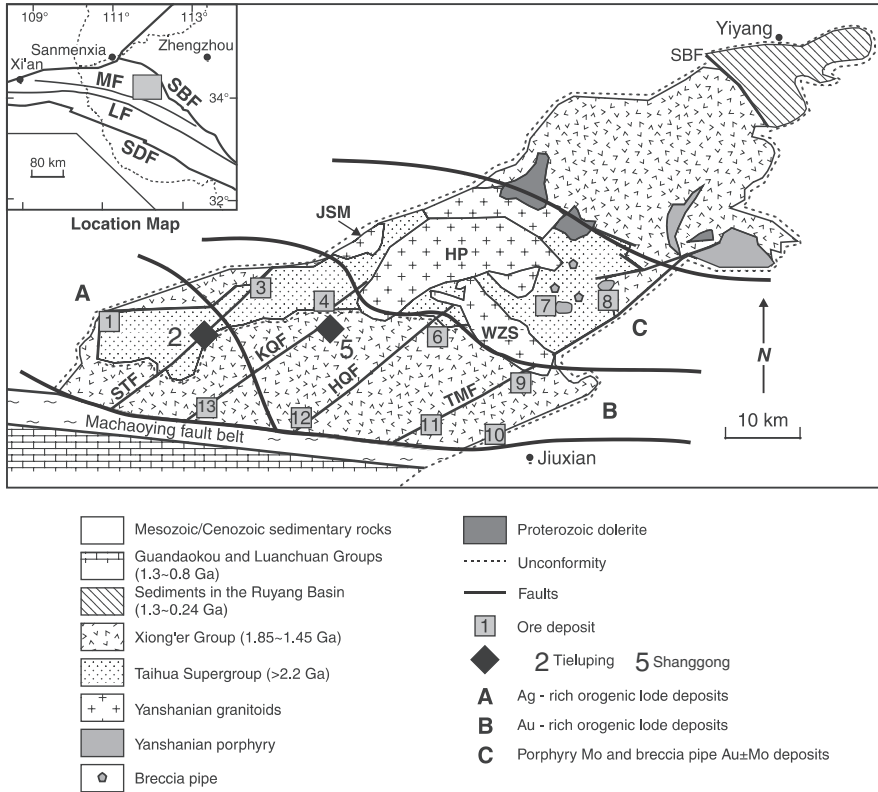 109°
111°
113°
Sanmenxia
Zhengzhou
Xi'an
MF
SBF
34°
LF
SDF
80 km
32°
Location Map
Yiyang
SBF
JSM
HP
A
3
4
1
2
KQF
5
6
7
8
WZS
C
N
STF
HQF
TMF
9
13
12
11
10
B
10 km
Machaoying fault belt
Jiuxian
Mesozoic/Cenozoic sedimentary rocks
Guandaokou and Luanchuan Groups
(1.3~0.8 Ga)
Sediments in the Ruyang Basin
(1.3~0.24 Ga)
Xiong'er Group (1.85~1.45 Ga)
Taihua Supergroup (>2.2 Ga)
Yanshanian granitoids
Yanshanian porphyry
Breccia pipe
Proterozoic dolerite
Unconformity
Faults
1 Ore deposit
2 Tieluping 5 Shanggong
A Ag - rich orogenic lode deposits
B Au - rich orogenic lode deposits
C Porphyry Mo and breccia pipe Au±Mo deposits